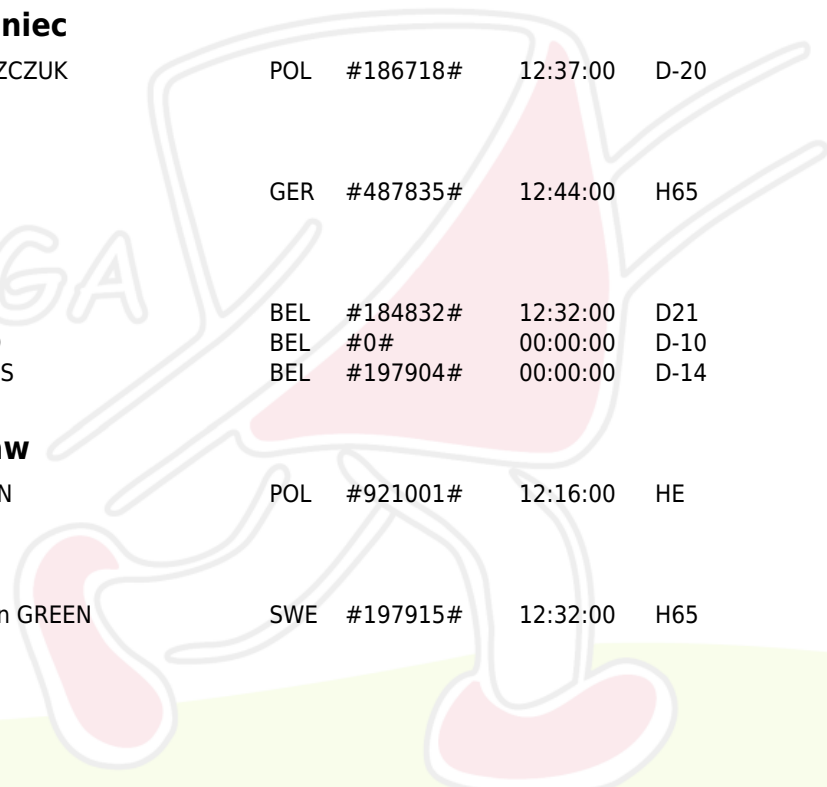 niec
ZCZUK POL #186718# 12:37:00 D-20
GER #487835# 12:44:00 H65
GA
BEL #184832# 12:32:00 D21
BEL #0# 00:00:00 D-10
S BEL #197904# 00:00:00 D-14
w
N POL #921001# 12:16:00 HE
n GREEN SWE #197915# 12:32:00 H65